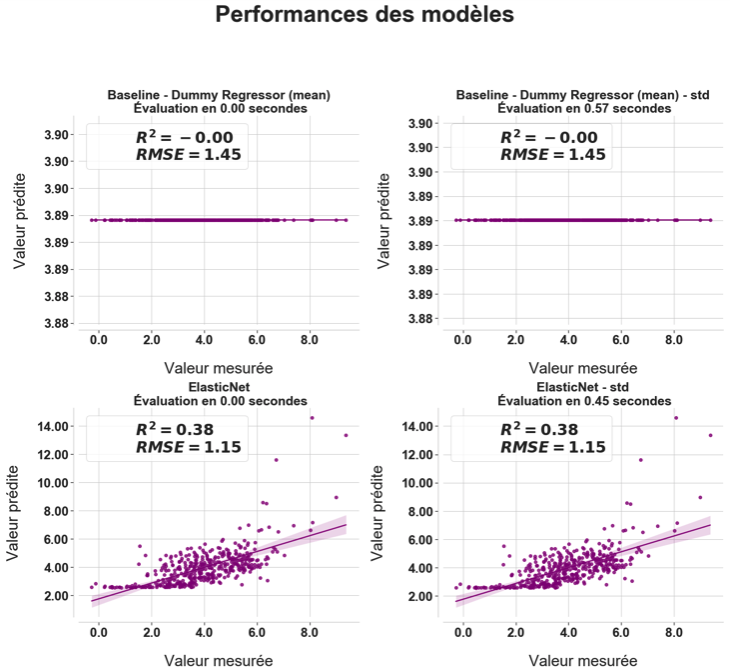 Performances des modèles
Baseline - Dummy Regressor (mean)
Évaluation en 0.00 secondes
R² = − 0.00
RMSE = 1.45
3.90
3.90
3.90
3.89
3.89
3.89
3.88
3.88
Valeur prédite
0.0 2.0 4.0 6.0 8.0
Valeur mesurée
Baseline - Dummy Regressor (mean) - std
Évaluation en 0.57 secondes
R² = − 0.00
RMSE = 1.45
3.90
3.90
3.90
3.89
3.89
3.89
3.89
3.89
3.88
Valeur prédite
0.0 2.0 4.0 6.0 8.0
Valeur mesurée
ElasticNet
Évaluation en 0.00 secondes
R² = 0.38
RMSE = 1.15
14.00
12.00
10.00
8.00
6.00
4.00
2.00
Valeur prédite
0.0 2.0 4.0 6.0 8.0
Valeur mesurée
ElasticNet - std
Évaluation en 0.45 secondes
R² = 0.38
RMSE = 1.15
14.00
12.00
10.00
8.00
6.00
4.00
2.00
Valeur prédite
0.0 2.0 4.0 6.0 8.0
Valeur mesurée